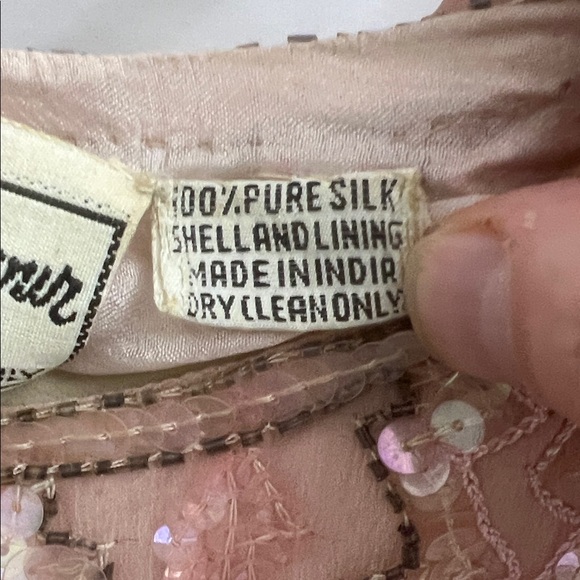 100% PURE SILK
SHELL AND LINING
MADE IN INDIA
DRY CLEAN ONLY